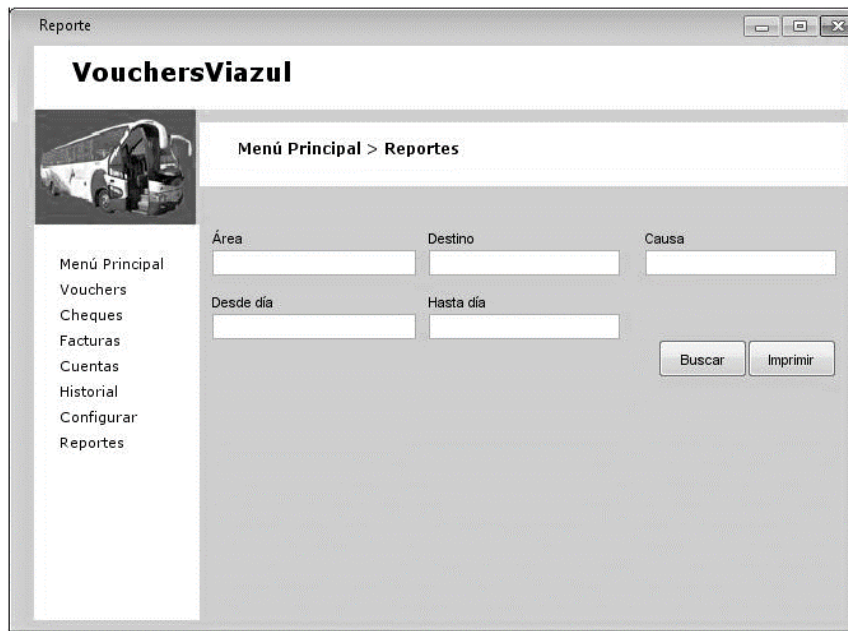 Reporte
VouchersViazul
Menú Principal > Reportes
Menú Principal
Vouchers
Cheques
Facturas
Cuentas
Historial
Configurar
Reportes
Área Destino Causa
Desde día Hasta día
Buscar Imprimir